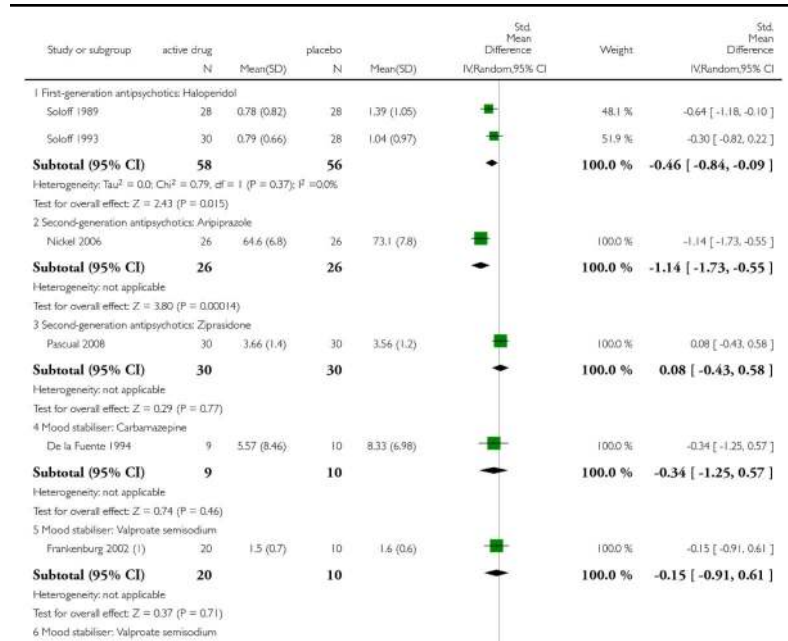 Std. Std.
Mean Mean
Study or subgroup active drug placebo Difference Weight Difference
N Mean(SD) N Mean(SD) IV,Random,95% CI IV,Random,95% CI
1 First-generation antipsychotics: Haloperidol
Soloff 1989 28 0.78 (0.82) 28 1.39 (1.05) 48.1 % -0.64 [ -1.18, -0.10 ]
Soloff 1993 30 0.79 (0.66) 28 1.04 (0.97) 51.9 % -0.30 [ -0.82, 0.22 ]
Subtotal (95% CI) 58 56 100.0 % -0.46 [ -0.84, -0.09 ]
Heterogeneity: Tau² = 0.0; Chi² = 0.79, df = 1 (P = 0.37); I² =0.0%
Test for overall effect: Z = 2.43 (P = 0.015)
2 Second-generation antipsychotics: Aripiprazole
Nickel 2006 26 64.6 (6.8) 26 73.1 (7.8) 100.0 % -1.14 [ -1.73, -0.55 ]
Subtotal (95% CI) 26 26 100.0 % -1.14 [ -1.73, -0.55 ]
Heterogeneity: not applicable
Test for overall effect: Z = 3.80 (P = 0.00014)
3 Second-generation antipsychotics: Ziprasidone
Pascual 2008 30 3.66 (1.4) 30 3.56 (1.2) 100.0 % 0.08 [ -0.43, 0.58 ]
Subtotal (95% CI) 30 30 100.0 % 0.08 [ -0.43, 0.58 ]
Heterogeneity: not applicable
Test for overall effect: Z = 0.29 (P = 0.77)
4 Mood stabiliser: Carbamazepine
De la Fuente 1994 9 5.57 (8.46) 10 8.33 (6.98) 100.0 % -0.34 [ -1.25, 0.57 ]
Subtotal (95% CI) 9 10 100.0 % -0.34 [ -1.25, 0.57 ]
Heterogeneity: not applicable
Test for overall effect: Z = 0.74 (P = 0.46)
5 Mood stabiliser: Valproate semisodium
Frankenburg 2002 (1) 20 1.5 (0.7) 10 1.6 (0.6) 100.0 % -0.15 [ -0.91, 0.61 ]
Subtotal (95% CI) 20 10 100.0 % -0.15 [ -0.91, 0.61 ]
Heterogeneity: not applicable
Test for overall effect: Z = 0.37 (P = 0.71)
6 Mood stabiliser: Valproate semisodium